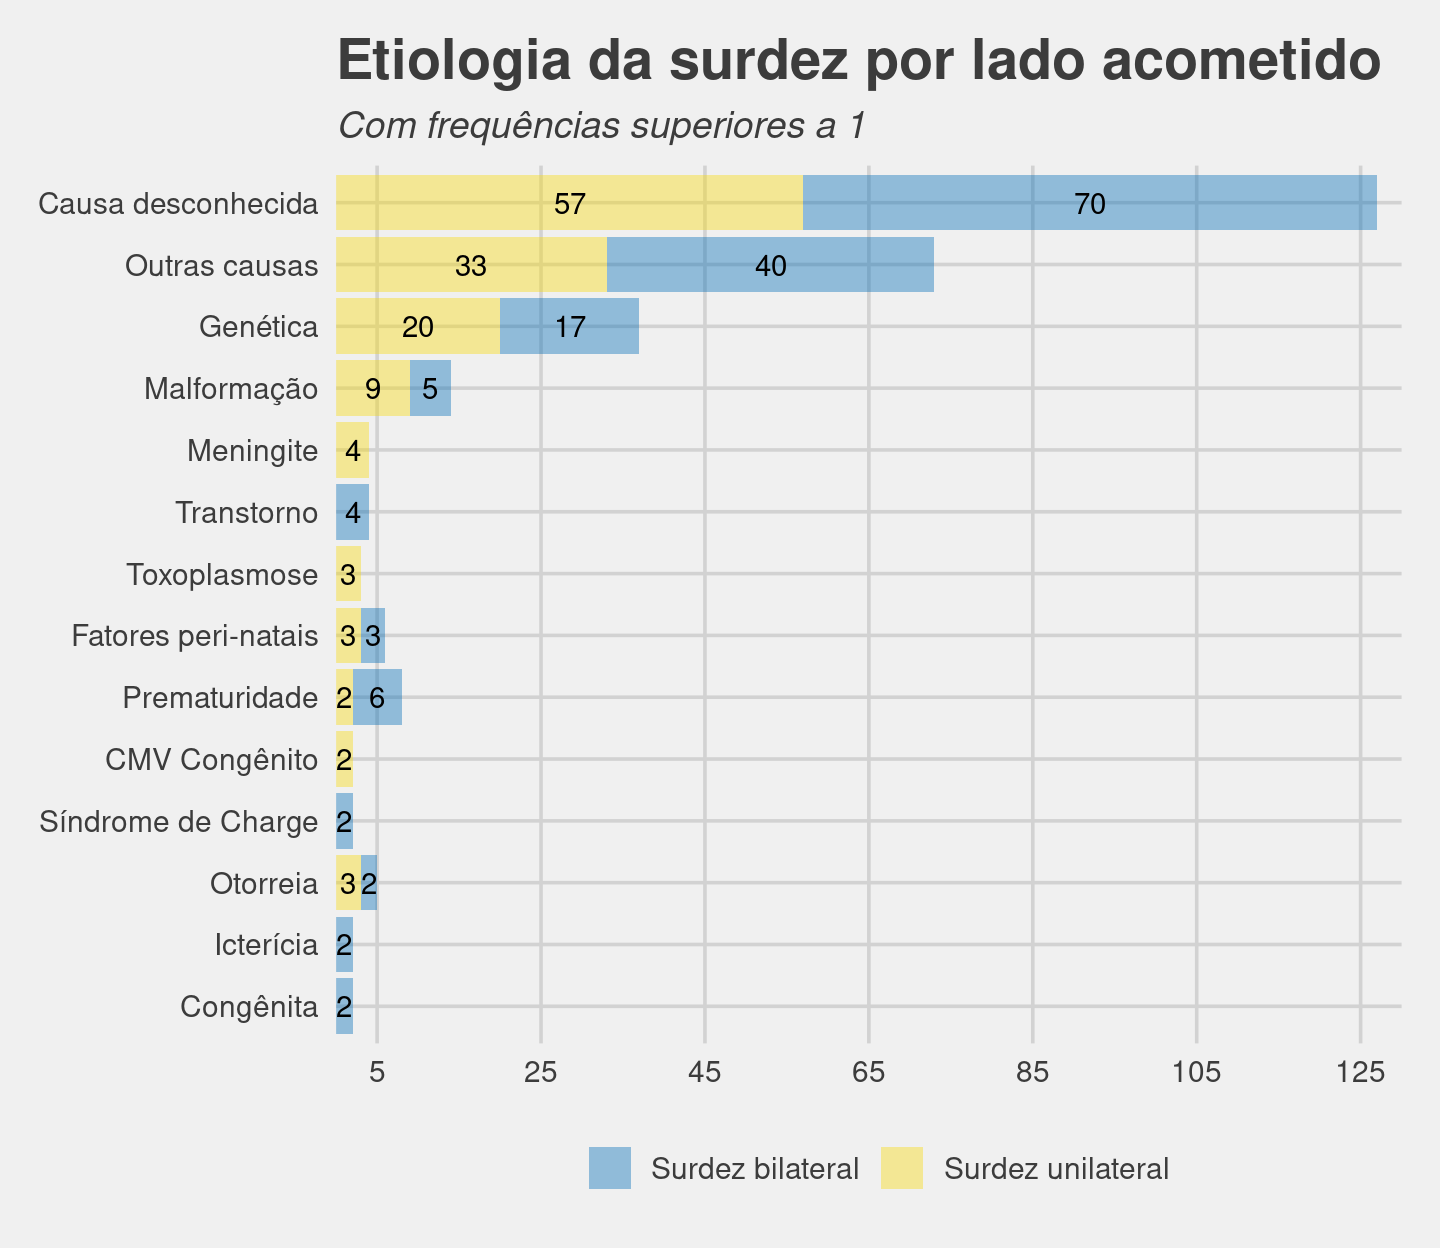 Etiologia da surdez por lado acometido
Com frequências superiores a 1
Causa desconhecida 57 70
Outras causas 33 40
Genética 20 17
Malformação 9 5
Meningite 4
Transtorno 4
Toxoplasmose 3
Fatores peri-natais 3 3
Prematuridade 2 6
CMV Congênito 2
Síndrome de Charge 2
Otorreia 3 2
Icterícia 2
Congênita 2
5 25 45 65 85 105 125
Surdez bilateral Surdez unilateral